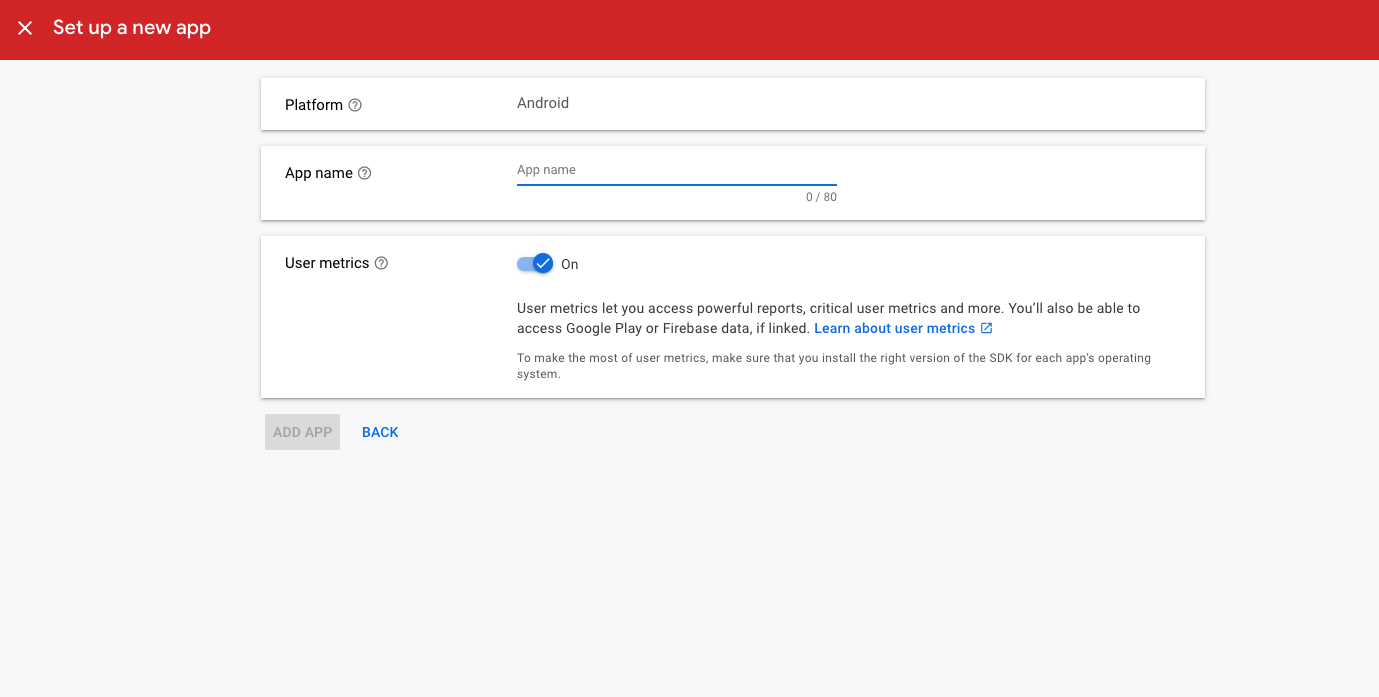 Set up a new app
Platform
Android
App name
App name
0 / 80
User metrics
On
User metrics let you access powerful reports, critical user metrics and more. You’ll also be able to
access Google Play or Firebase data, if linked. Learn about user metrics
To make the most of user metrics, make sure that you install the right version of the SDK for each app's operating
system.
ADD APP
BACK